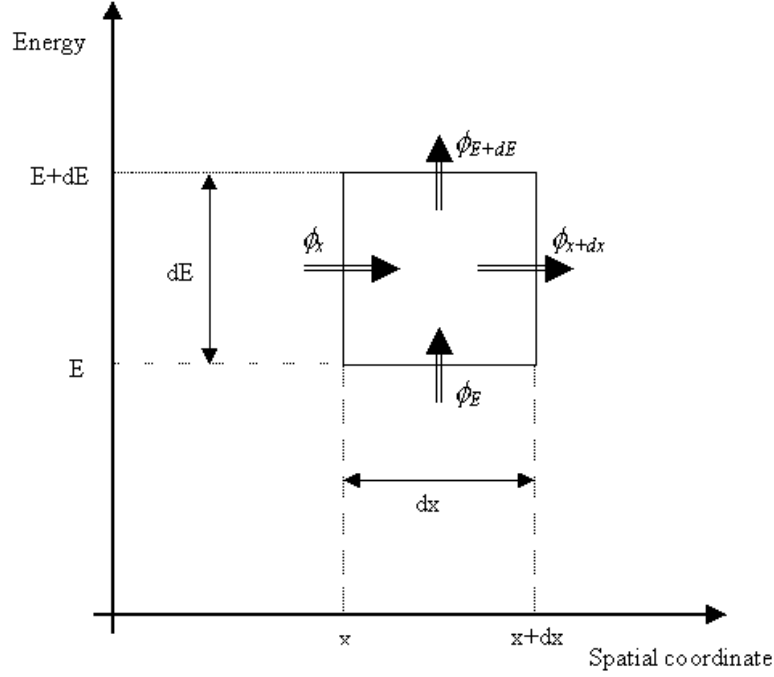 Energy
ϕE+dE
E+dE
ϕx
ϕx+dx
dE
E
ϕE
dx
x
x+dx
Spatial coordinate